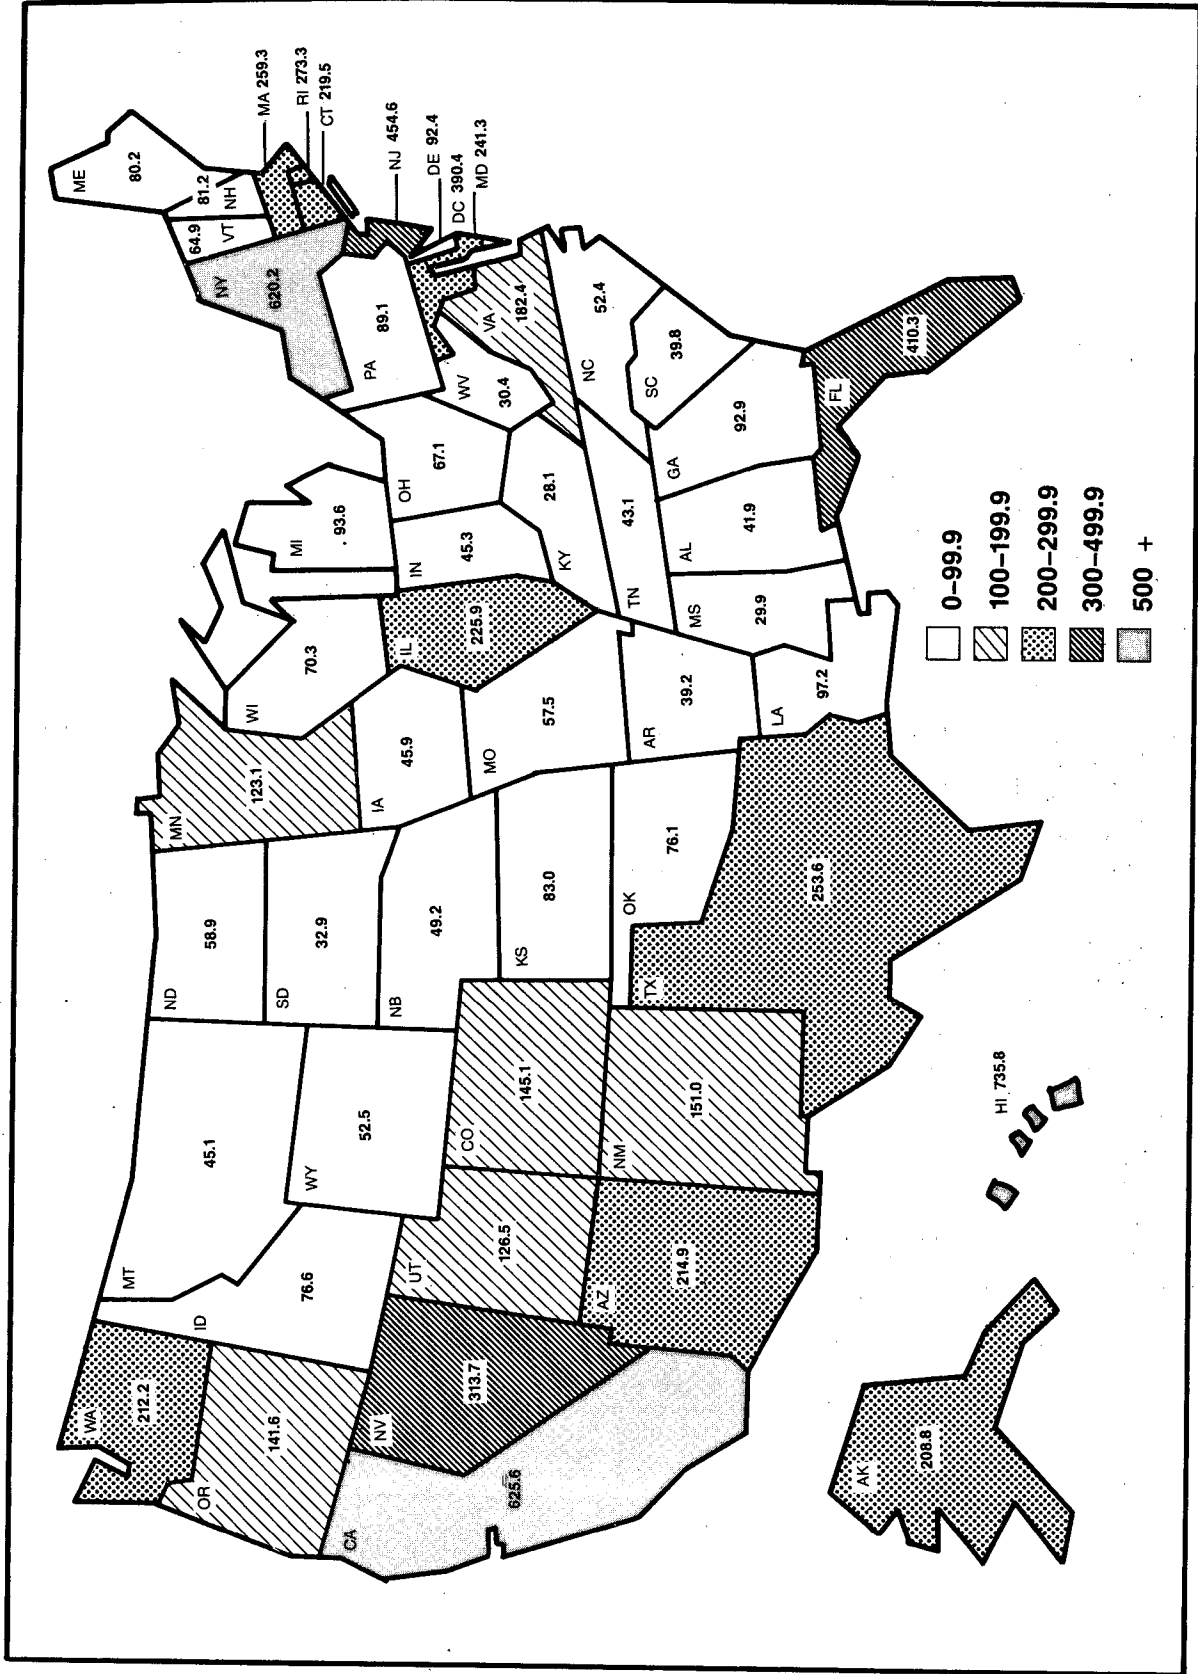 WA
212.2
OR
141.6
CA
625.6
NV
313.7
ID
76.6
MT
45.1
WY
52.5
UT
126.5
CO
145.1
AZ
214.9
NM
151.0
ND
58.9
SD
32.9
NB
49.2
KS
83.0
OK
76.1
TX
253.6
MN
123.1
IA
45.9
MO
57.5
AR
39.2
LA
97.2
WI
70.3
IL
225.9
MI
93.6
IN
45.3
OH
67.1
KY
28.1
TN
43.1
MS
29.9
AL
41.9
GA
92.9
FL
410.3
SC
39.8
NC
52.4
VA
182.4
WV
30.4
PA
89.1
NY
620.2
VT
64.9
NH
81.2
ME
80.2
MA 259.3
RI 273.3
CT 219.5
NJ 454.6
DE 92.4
DC 390.4
MD 241.3
AK
208.8
HI 735.8
0–99.9
100–199.9
200–299.9
300–499.9
500 +